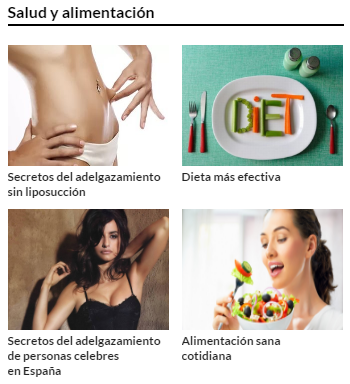 Salud y alimentación
DiET
Secretos del adelgazamiento
sin liposucción
Dieta más efectiva
Secretos del adelgazamiento
de personas celebres
en España
Alimentación sana
cotidiana